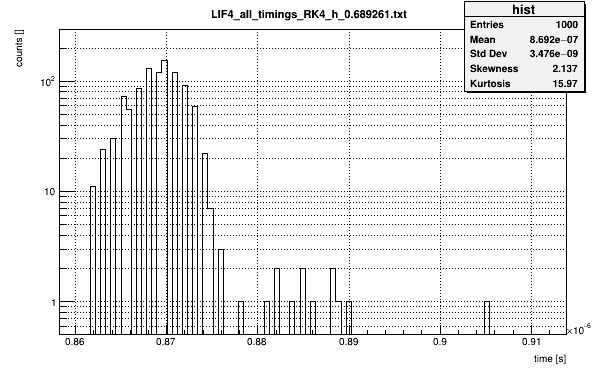 LIF4_all_timings_RK4_h_0.689261.txt
hist
Entries 1000
Mean 8.692e−07
Std Dev 3.476e−09
Skewness 2.137
Kurtosis 15.97
counts []
10²
10
1
0.86 0.87 0.88 0.89 0.9 0.91
×10⁻⁶
time [s]